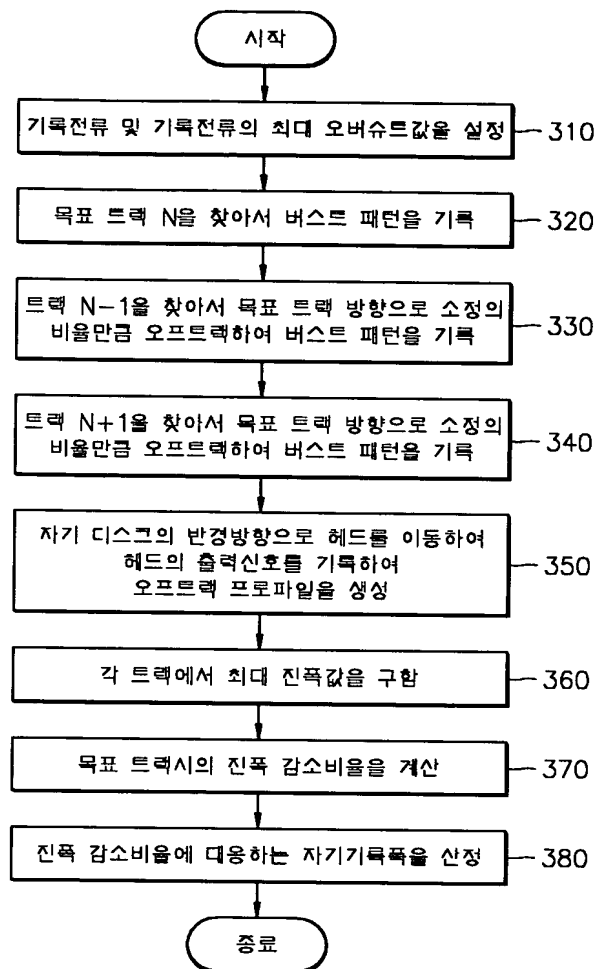 시작
기록전류 및 기록전류의 최대 오버슈트값을 설정
310
목표 트랙 N을 찾아서 버스트 패턴을 기록
320
트랙 N-1을 찾아서 목표 트랙 방향으로 소정의
비율만큼 오프트랙하여 버스트 패턴을 기록
330
트랙 N+1을 찾아서 목표 트랙 방향으로 소정의
비율만큼 오프트랙하여 버스트 패턴을 기록
340
자기 디스크의 반경방향으로 헤드를 이동하여
헤드의 출력신호를 기록하여
오프트랙 프로파일을 생성
350
각 트랙에서 최대 진폭값을 구함
360
목표 트랙시의 진폭 감소비율을 계산
370
진폭 감소비율에 대응하는 자기기록폭을 산정
380
종료